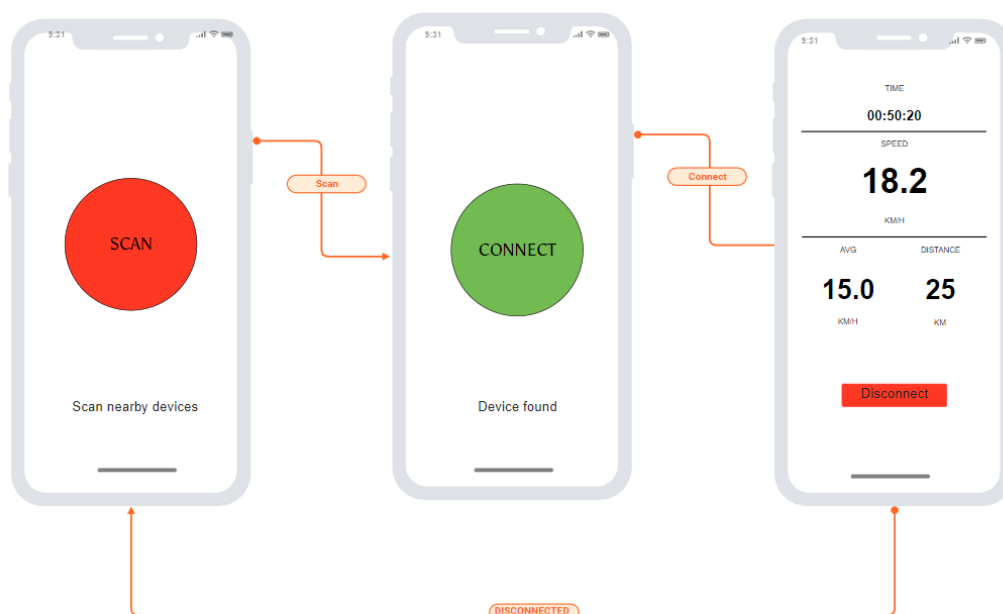 9:31
SCAN
Scan nearby devices
Scan
9:31
CONNECT
Device found
Connect
9:31
TIME
00:50:20
SPEED
18.2
KM/H
AVG DISTANCE
15.0 25
KM/H KM
Disconnect
DISCONNECTED